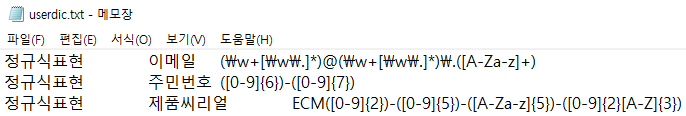 userdic.txt - 메모장
파일(F) 편집(E) 서식(O) 보기(V) 도움말(H)
정규식표현 이메일 (₩w+[₩w₩.]*)@(₩w+[₩w₩.]*)₩.([A-Za-z]+)
정규식표현 주민번호 ([0-9]{6})-([0-9]{7})
정규식표현 제품씨리얼 ECM([0-9]{2})-([0-9]{5})-([A-Za-z]{5})-([0-9]{2}[A-Z]{3})